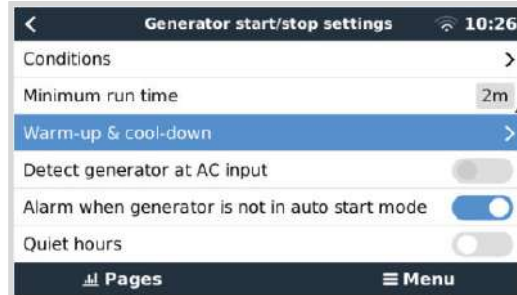 Generator start/stop settings 10:26
Conditions
Minimum run time 2m
Warm-up & cool-down
Detect generator at AC input
Alarm when generator is not in auto start mode
Quiet hours
Pages Menu